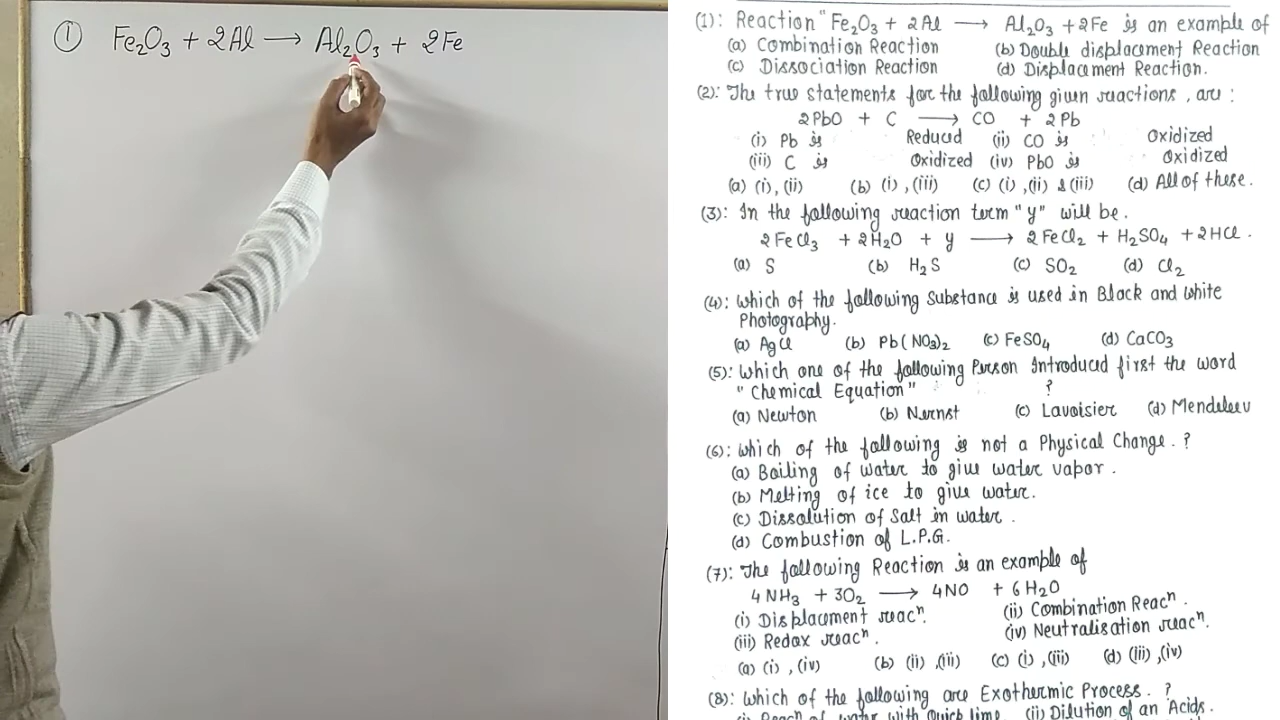 ① Fe₂O₃ + 2Al → Al₂O₃ + 2Fe
(1): Reaction " Fe₂O₃ + 2Al → Al₂O₃ + 2Fe is an example of
(a) Combination Reaction (b) Double displacement Reaction
(c) Dissociation Reaction (d) Displacement Reaction.
(2): The true statements for the following given reactions, are :
2PbO + C → CO + 2Pb
(i) Pb is Reduced (ii) CO is Oxidized
(iii) C is Oxidized (iv) PbO is Oxidized
(a) (i), (ii) (b) (i), (iii) (c) (i), (ii) & (iii) (d) All of these.
(3): In the following reaction term "y" will be.
2FeCl₃ + 2H₂O + y → 2FeCl₂ + H₂SO₄ + 2HCl.
(a) S (b) H₂S (c) SO₂ (d) Cl₂
(4): Which of the following Substance is used in Black and white
Photography.
(a) AgCl (b) Pb(NO₃)₂ (c) FeSO₄ (d) CaCO₃
(5): Which one of the following Person Introduced first the word
"Chemical Equation" ?
(a) Newton (b) Nernst (c) Lavoisier (d) Mendeleev
(6): Which of the following is not a Physical Change. ?
(a) Boiling of water to give water vapor.
(b) Melting of ice to give water.
(c) Dissolution of Salt in water.
(d) Combustion of L.P.G.
(7): The following Reaction is an example of
4NH₃ + 3O₂ → 4NO + 6H₂O
(i) Displacement reacⁿ. (ii) Combination Reacⁿ.
(iii) Redox reacⁿ. (iv) Neutralisation reacⁿ.
(a) (i), (iv) (b) (ii), (iii) (c) (i), (iii) (d) (iii), (iv)
(8): Which of the following are Exothermic Process. ?
(i) Reacⁿ of water with Quick lime (ii) Dilution of an Acids.